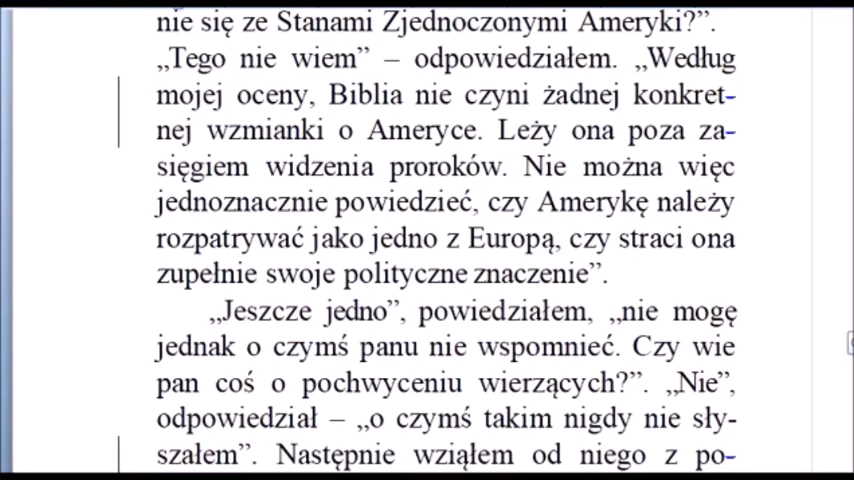 nie się ze Stanami Zjednoczonymi Ameryki?”.
„Tego nie wiem” – odpowiedziałem. „Według
mojej oceny, Biblia nie czyni żadnej konkret-
nej wzmianki o Ameryce. Leży ona poza za-
sięgiem widzenia proroków. Nie można więc
jednoznacznie powiedzieć, czy Amerykę należy
rozpatrywać jako jedno z Europą, czy straci ona
zupełnie swoje polityczne znaczenie”.
„Jeszcze jedno”, powiedziałem, „nie mogę
jednak o czymś panu nie wspomnieć. Czy wie
pan coś o pochwyceniu wierzących?”. „Nie”,
odpowiedział – „o czymś takim nigdy nie sły-
szałem”. Następnie wziąłem od niego z po-